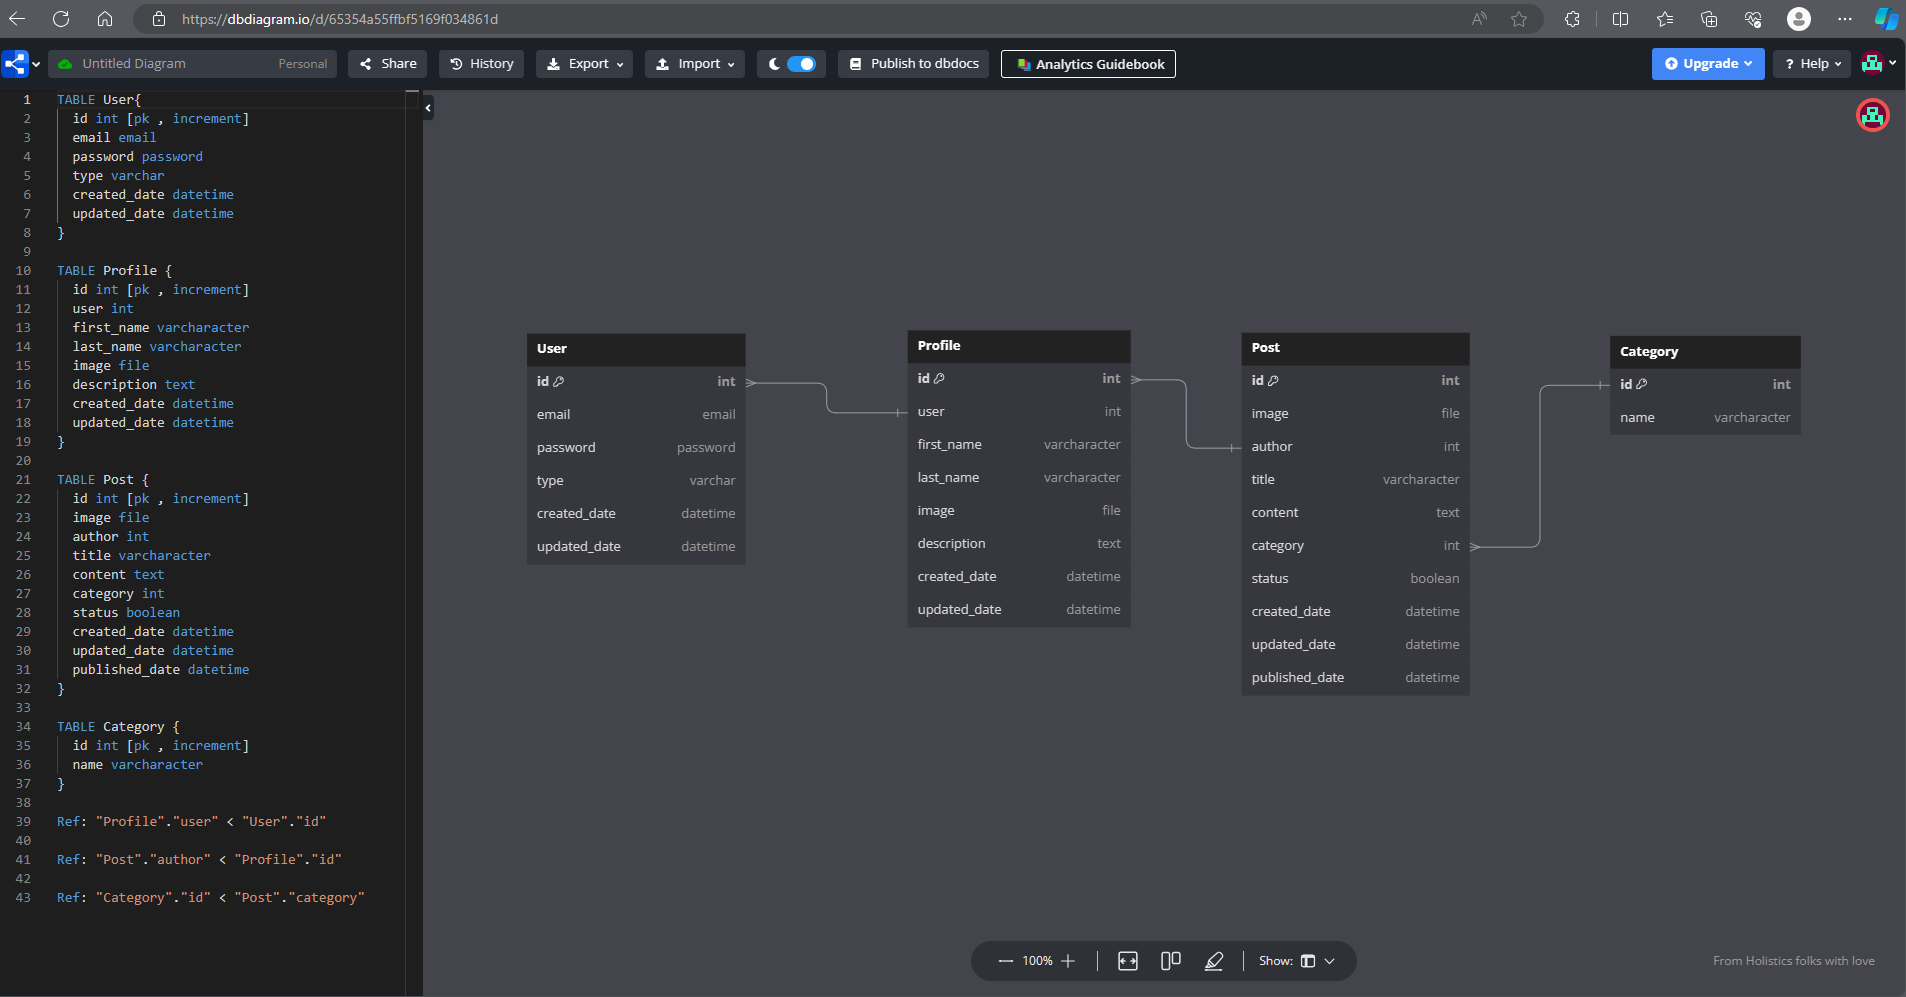 https://dbdiagram.io/d/65354a55ffbf5169f034861d
Untitled Diagram Personal Share History Export Import Publish to dbdocs Analytics Guidebook Upgrade ? Help
1 TABLE User{
2 id int [pk , increment]
3 email email
4 password password
5 type varchar
6 created_date datetime
7 updated_date datetime
8 }
9
10 TABLE Profile {
11 id int [pk , increment]
12 user int
13 first_name varcharacter
14 last_name varcharacter
15 image file
16 description text
17 created_date datetime
18 updated_date datetime
19 }
20
21 TABLE Post {
22 id int [pk , increment]
23 image file
24 author int
25 title varcharacter
26 content text
27 category int
28 status boolean
29 created_date datetime
30 updated_date datetime
31 published_date datetime
32 }
33
34 TABLE Category {
35 id int [pk , increment]
36 name varcharacter
37 }
38
39 Ref: "Profile"."user" < "User"."id"
40
41 Ref: "Post"."author" < "Profile"."id"
42
43 Ref: "Category"."id" < "Post"."category"
User
id int
email email
password password
type varchar
created_date datetime
updated_date datetime
Profile
id int
user int
first_name varcharacter
last_name varcharacter
image file
description text
created_date datetime
updated_date datetime
Post
id int
image file
author int
title varcharacter
content text
category int
status boolean
created_date datetime
updated_date datetime
published_date datetime
Category
id int
name varcharacter
100% Show:
From Holistics folks with love